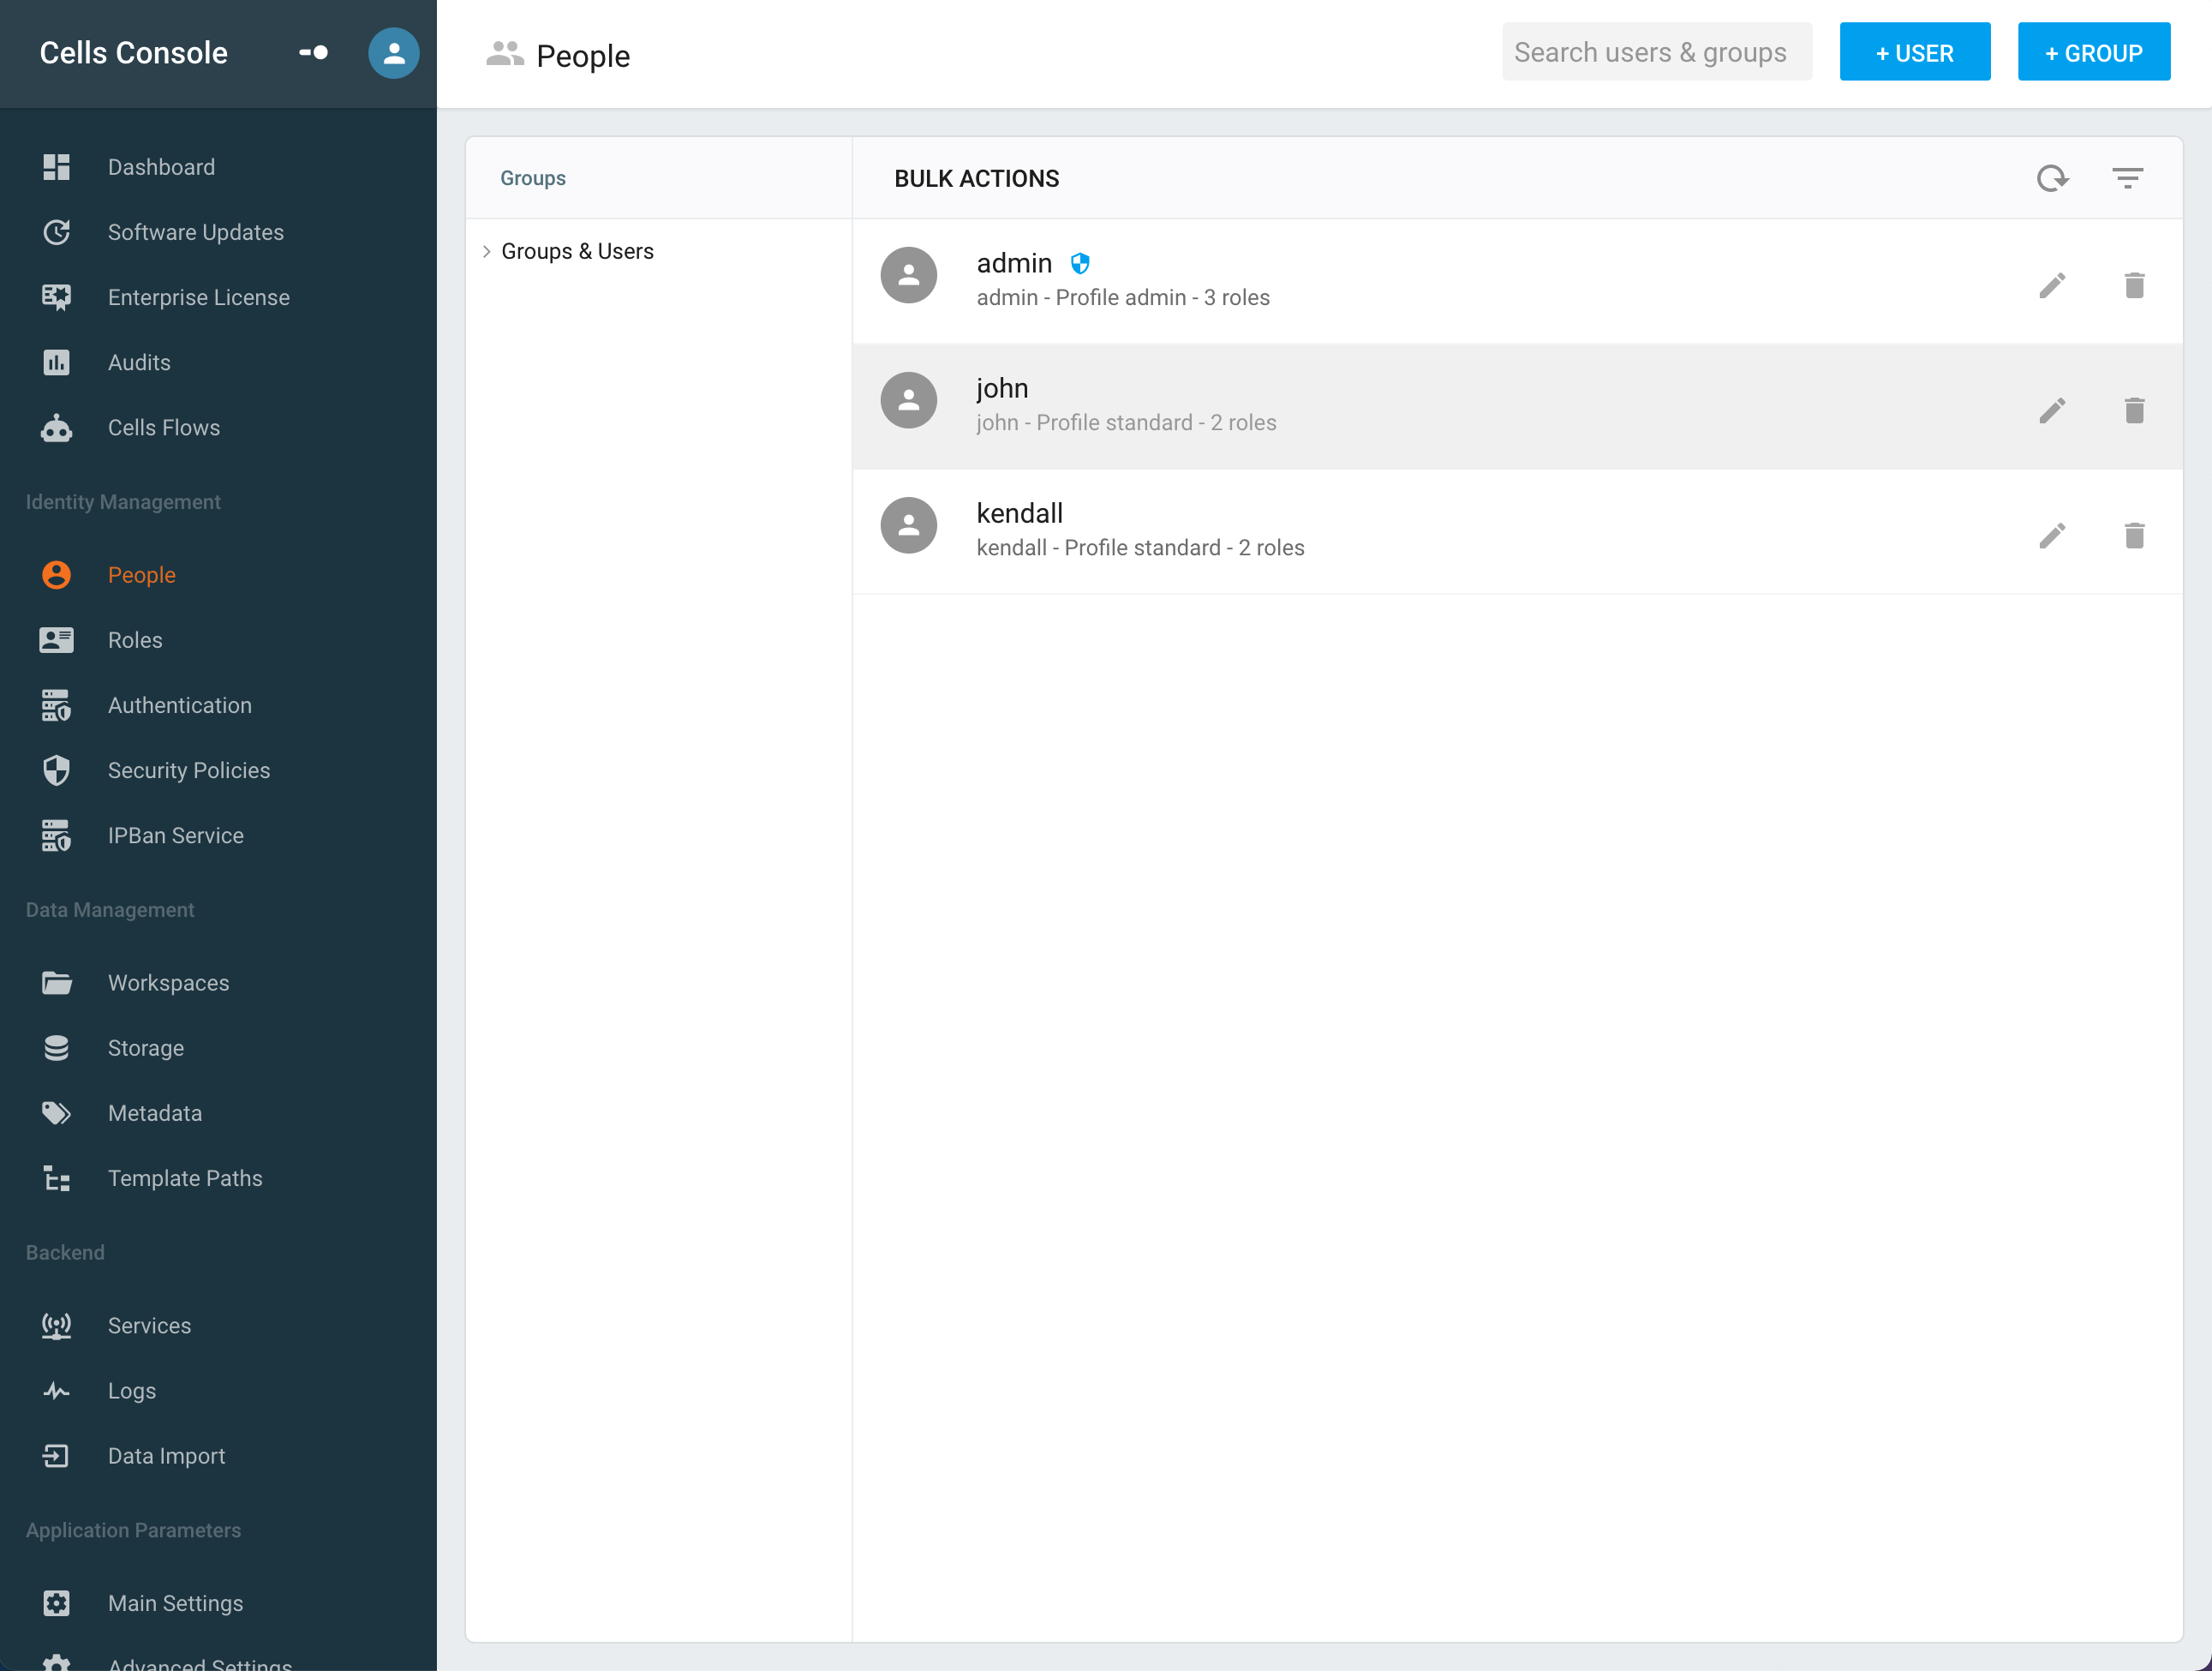 Cells Console
Dashboard
Software Updates
Enterprise License
Audits
Cells Flows
Identity Management
People
Roles
Authentication
Security Policies
IPBan Service
Data Management
Workspaces
Storage
Metadata
Template Paths
Backend
Services
Logs
Data Import
Application Parameters
Main Settings
Advanced Settings
People
Search users & groups
+ USER
+ GROUP
Groups
Groups & Users
BULK ACTIONS
admin
admin - Profile admin - 3 roles
john
john - Profile standard - 2 roles
kendall
kendall - Profile standard - 2 roles